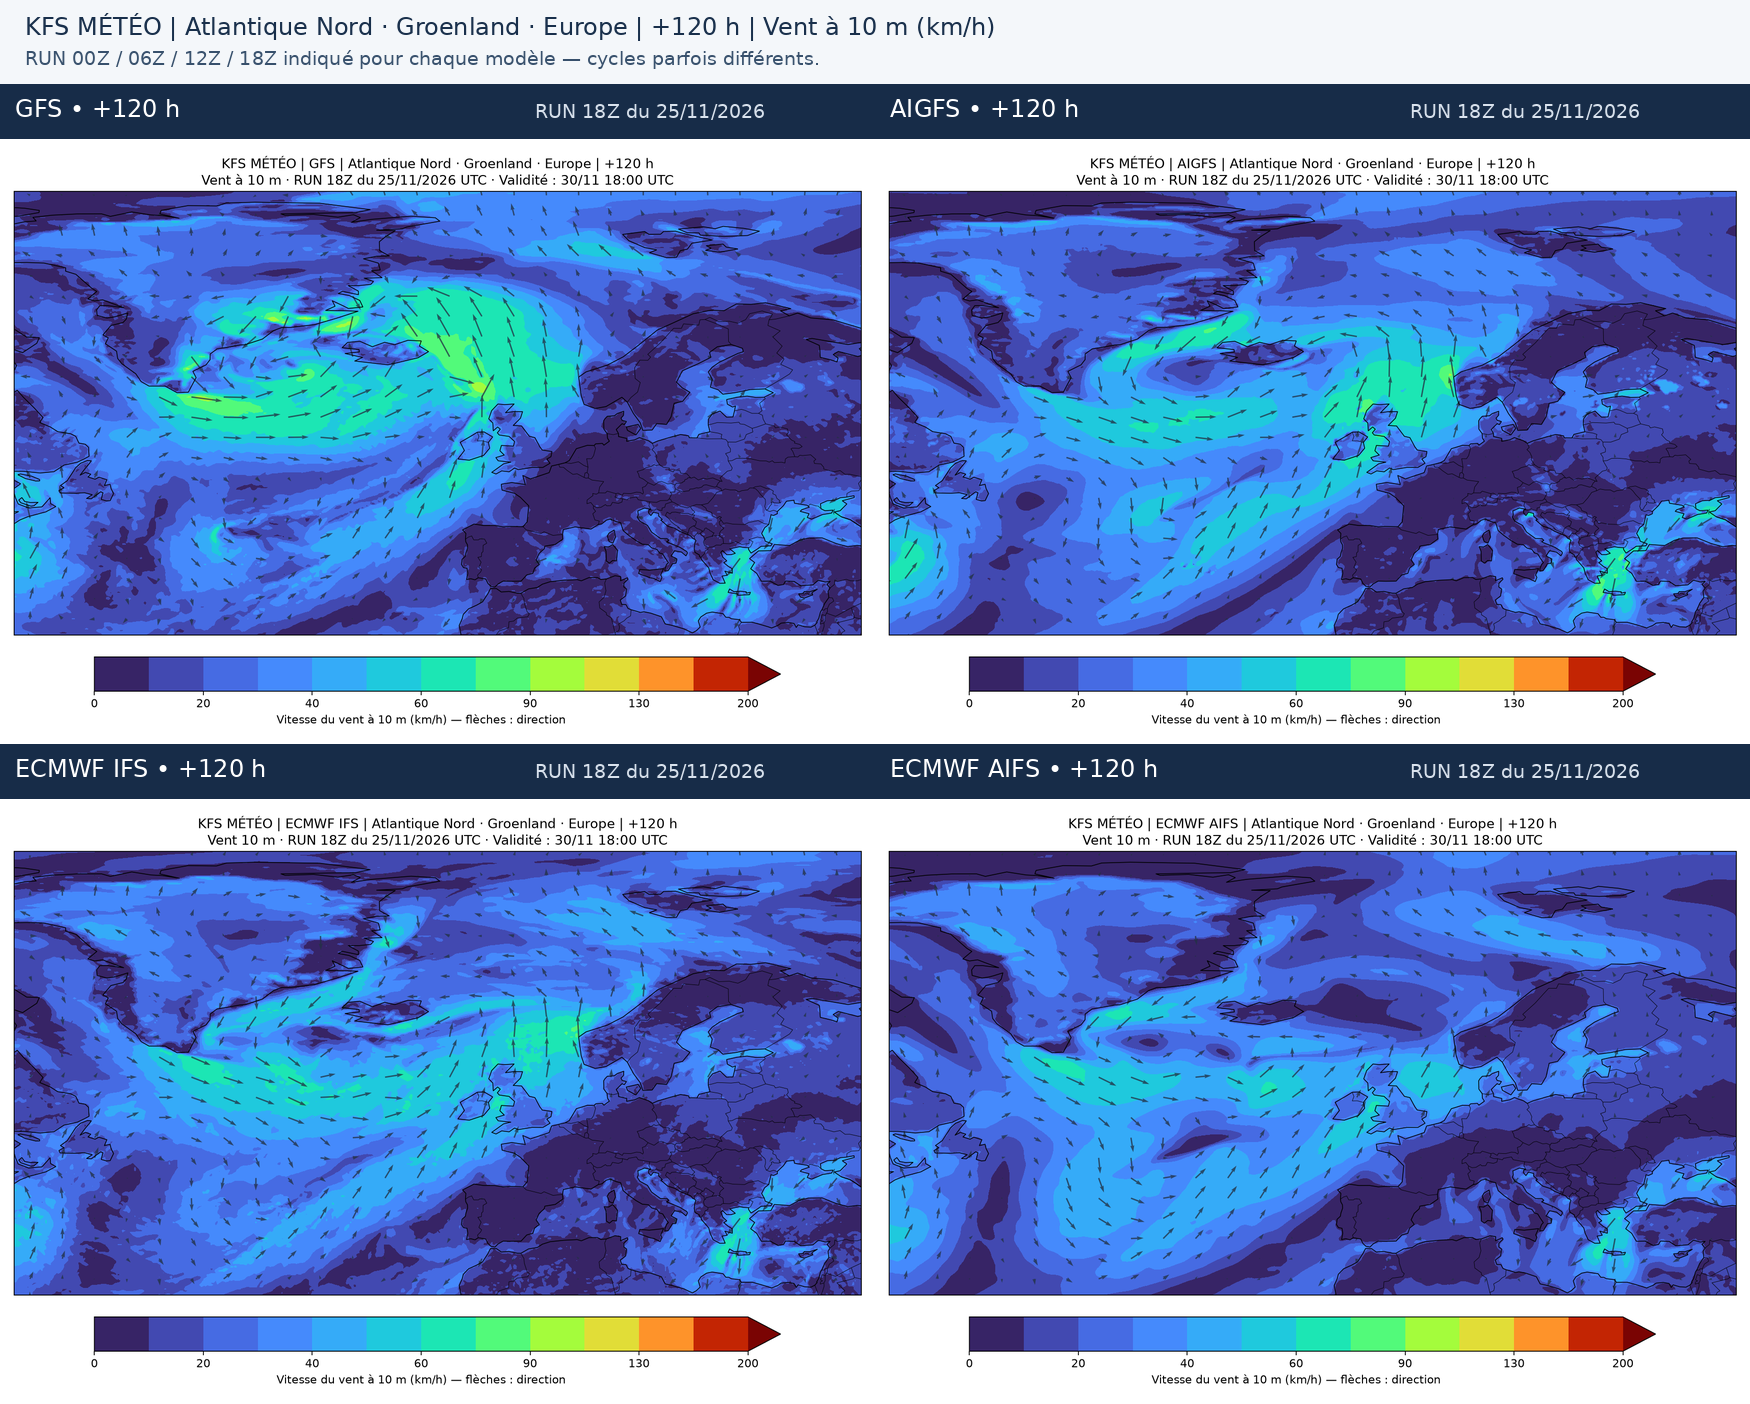 KFS MÉTÉO | Atlantique Nord · Groenland · Europe | +120 h | Vent à 10 m (km/h)
RUN 00Z / 06Z / 12Z / 18Z indiqué pour chaque modèle — cycles parfois différents.
GFS • +120 h RUN 18Z du 25/11/2026
KFS MÉTÉO | GFS | Atlantique Nord · Groenland · Europe | +120 h
Vent à 10 m · RUN 18Z du 25/11/2026 UTC · Validité : 30/11 18:00 UTC
0 20 40 60 90 130 200
Vitesse du vent à 10 m (km/h) — flèches : direction
AIGFS • +120 h RUN 18Z du 25/11/2026
KFS MÉTÉO | AIGFS | Atlantique Nord · Groenland · Europe | +120 h
Vent à 10 m · RUN 18Z du 25/11/2026 UTC · Validité : 30/11 18:00 UTC
0 20 40 60 90 130 200
Vitesse du vent à 10 m (km/h) — flèches : direction
ECMWF IFS • +120 h RUN 18Z du 25/11/2026
KFS MÉTÉO | ECMWF IFS | Atlantique Nord · Groenland · Europe | +120 h
Vent 10 m · RUN 18Z du 25/11/2026 UTC · Validité : 30/11 18:00 UTC
0 20 40 60 90 130 200
Vitesse du vent à 10 m (km/h) — flèches : direction
ECMWF AIFS • +120 h RUN 18Z du 25/11/2026
KFS MÉTÉO | ECMWF AIFS | Atlantique Nord · Groenland · Europe | +120 h
Vent 10 m · RUN 18Z du 25/11/2026 UTC · Validité : 30/11 18:00 UTC
0 20 40 60 90 130 200
Vitesse du vent à 10 m (km/h) — flèches : direction